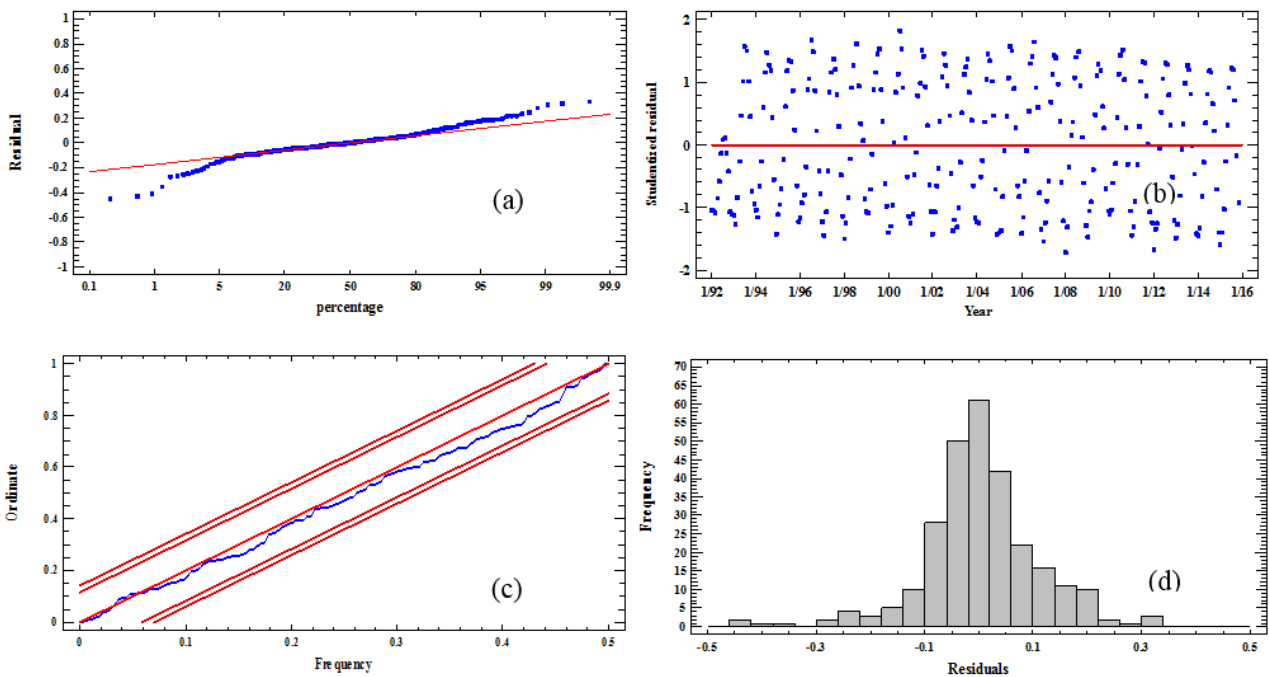 1
0.8
0.6
0.4
0.2
0
-0.2
-0.4
-0.6
-0.8
-1
Residual
(a)
0.1 1 5 20 50 80 95 99 99.9
percentage
2
1
0
-1
-2
Studentized residual
(b)
1/92 1/94 1/96 1/98 1/00 1/02 1/04 1/06 1/08 1/10 1/12 1/14 1/16
Year
1
0.8
0.6
0.4
0.2
0
Ordinate
(c)
0 0.1 0.2 0.3 0.4 0.5
Frequency
70
65
60
55
50
45
40
35
30
25
20
15
10
5
0
Frequency
(d)
-0.5 -0.3 -0.1 0.1 0.3 0.5
Residuals